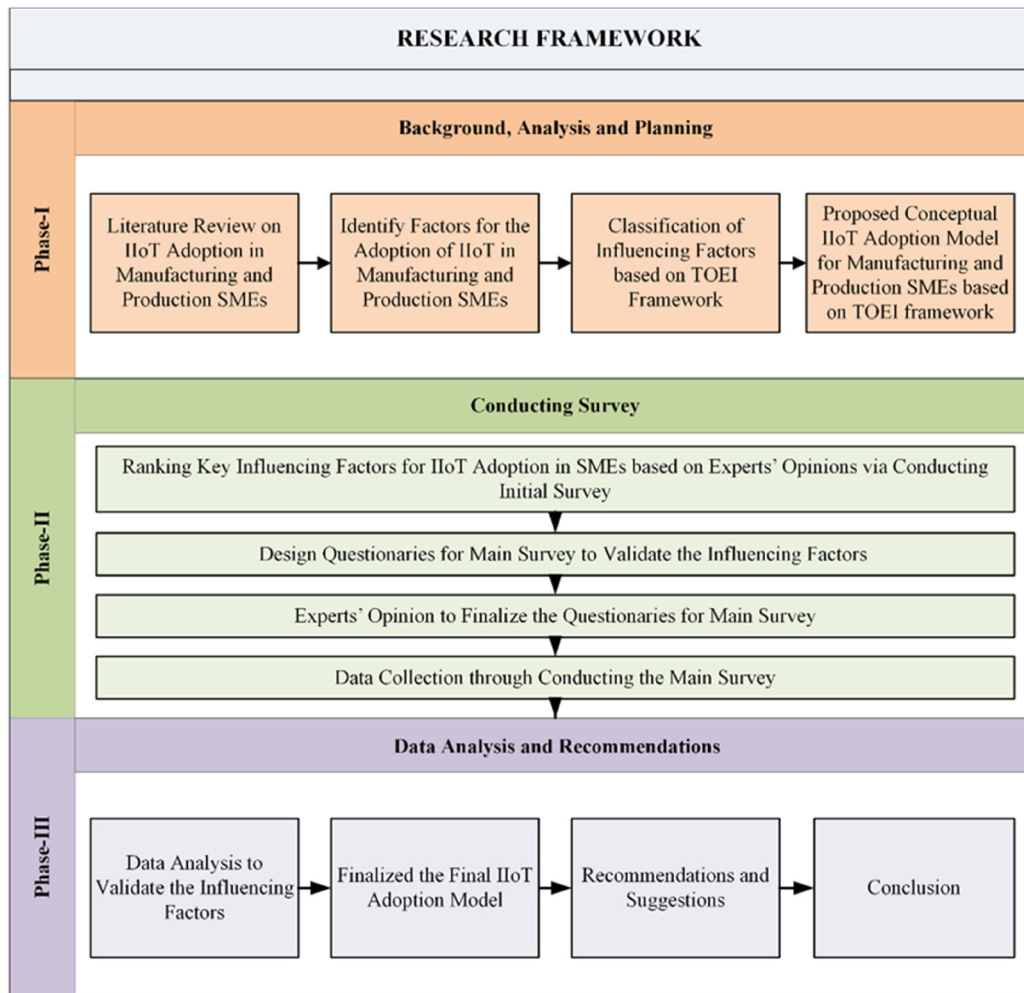 RESEARCH FRAMEWORK
Background, Analysis and Planning
Phase-I
Literature Review on
IIoT Adoption in
Manufacturing and
Production SMEs
Identify Factors for the
Adoption of IIoT in
Manufacturing and
Production SMEs
Classification of
Influencing Factors
based on TOEI
Framework
Proposed Conceptual
IIoT Adoption Model
for Manufacturing and
Production SMEs based
on TOEI framework
Conducting Survey
Phase-II
Ranking Key Influencing Factors for IIoT Adoption in SMEs based on Experts' Opinions via Conducting
Initial Survey
Design Questionaries for Main Survey to Validate the Influencing Factors
Experts' Opinion to Finalize the Questionaries for Main Survey
Data Collection through Conducting the Main Survey
Data Analysis and Recommendations
Phase-III
Data Analysis to
Validate the Influencing
Factors
Finalized the Final IIoT
Adoption Model
Recommendations and
Suggestions
Conclusion